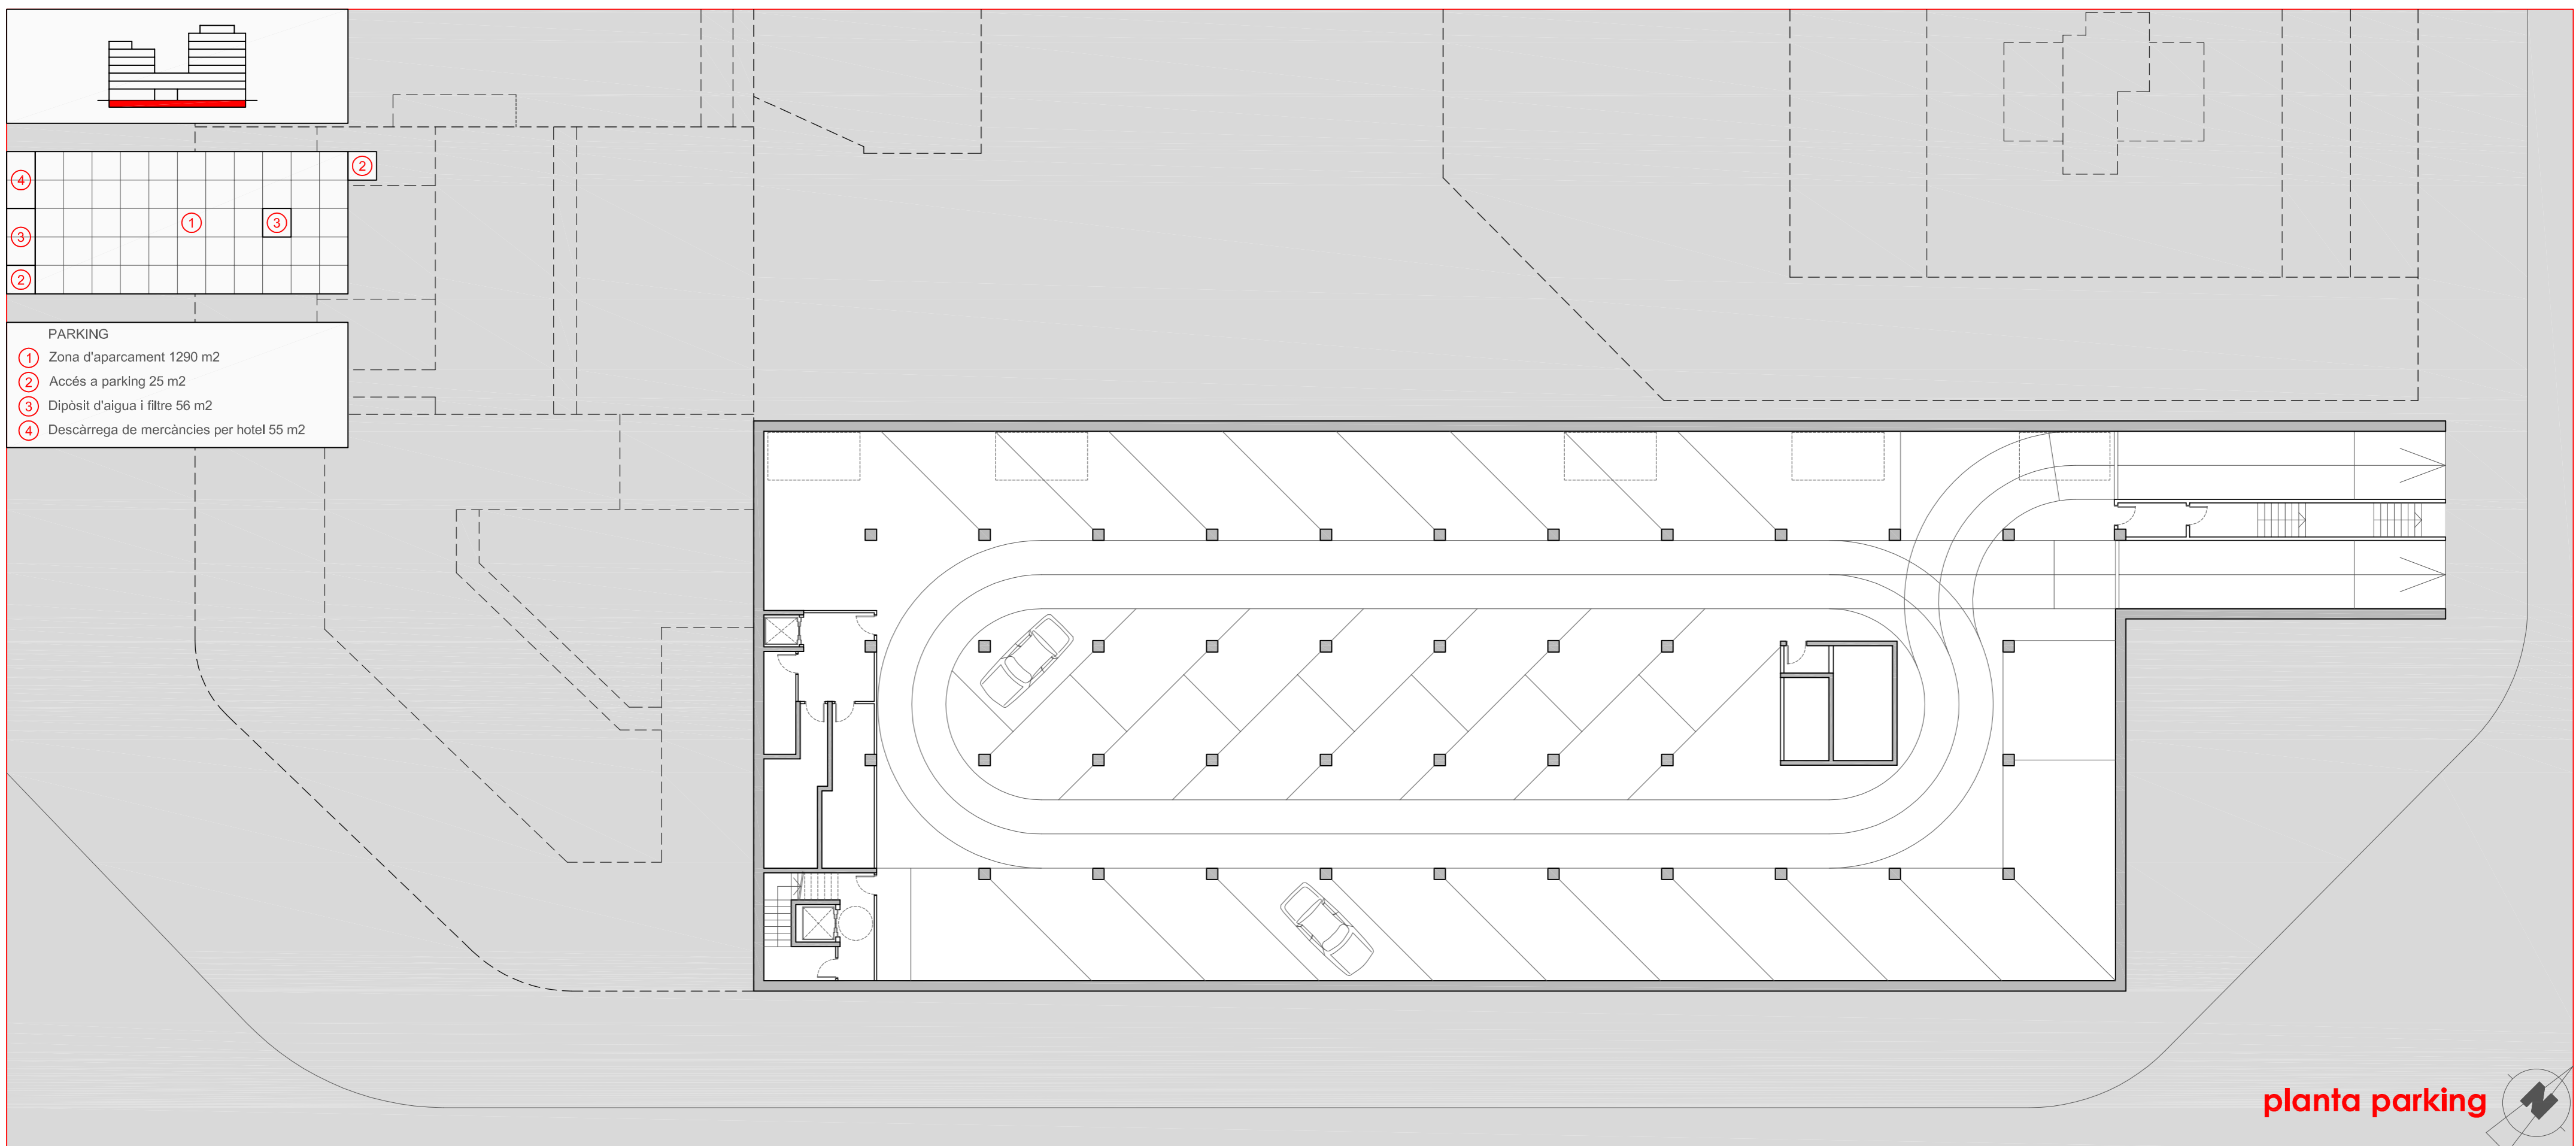 4
2
1
3
3
2
PARKING
1 Zona d'aparcament 1290 m2
2 Accés a parking 25 m2
3 Dipòsit d'aigua i filtre 56 m2
4 Descàrrega de mercàncies per hotel 55 m2
planta parking
N